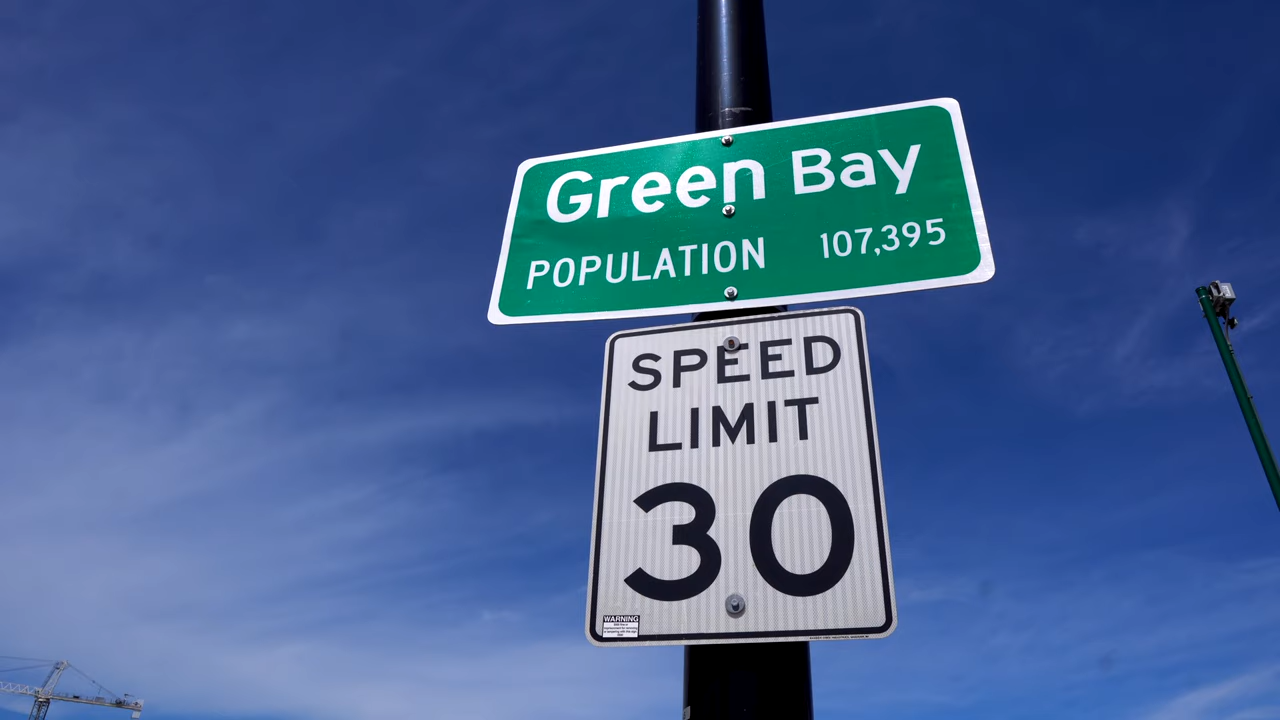 Green Bay
POPULATION 107,395
SPEED
LIMIT
30
WARNING